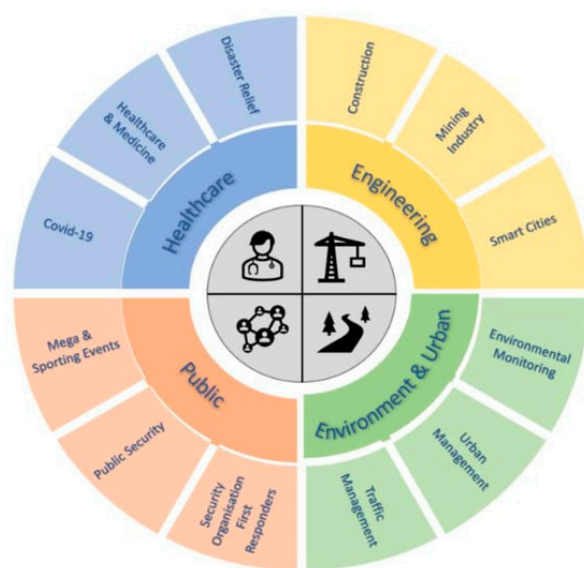 Disaster Relief
Healthcare
& Medicine
Covid-19
Healthcare
Construction
Mining
Industry
Smart Cities
Engineering
Mega &
Sporting Events
Public Security
Security
Organisation
First
Responders
Public
Environmental
Monitoring
Urban
Management
Traffic
Management
Environment & Urban